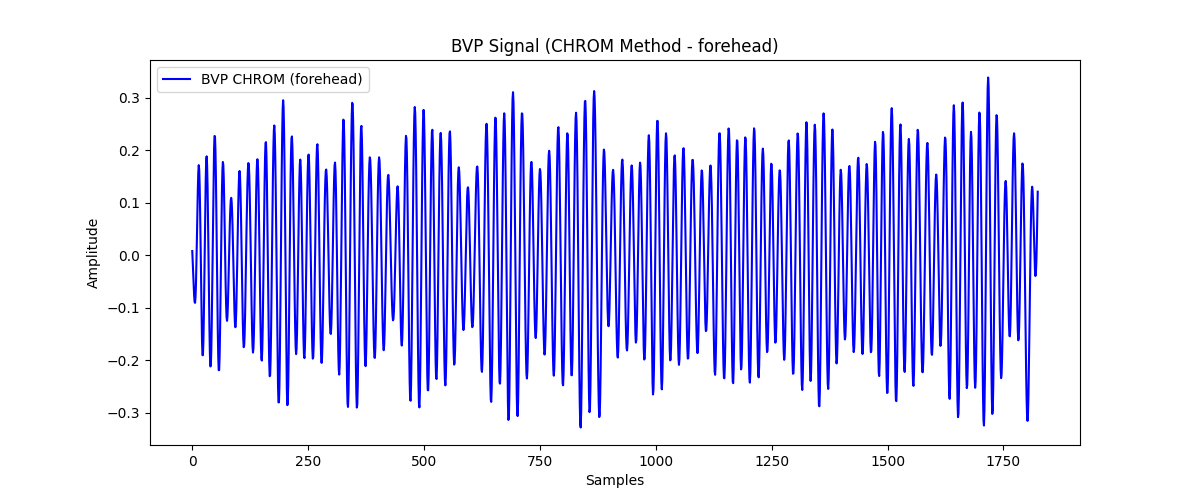 BVP Signal (CHROM Method - forehead)
BVP CHROM (forehead)
Amplitude
0.3
0.2
0.1
0.0
−0.1
−0.2
−0.3
0 250 500 750 1000 1250 1500 1750
Samples